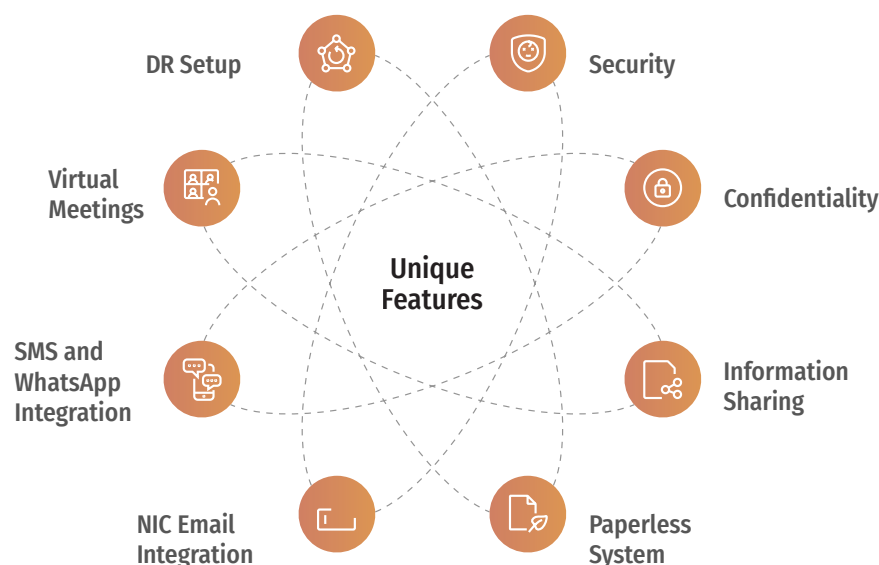 DR Setup
Security
Virtual
Meetings
Confidentiality
Unique
Features
SMS and
WhatsApp
Integration
Information
Sharing
NIC Email
Integration
Paperless
System